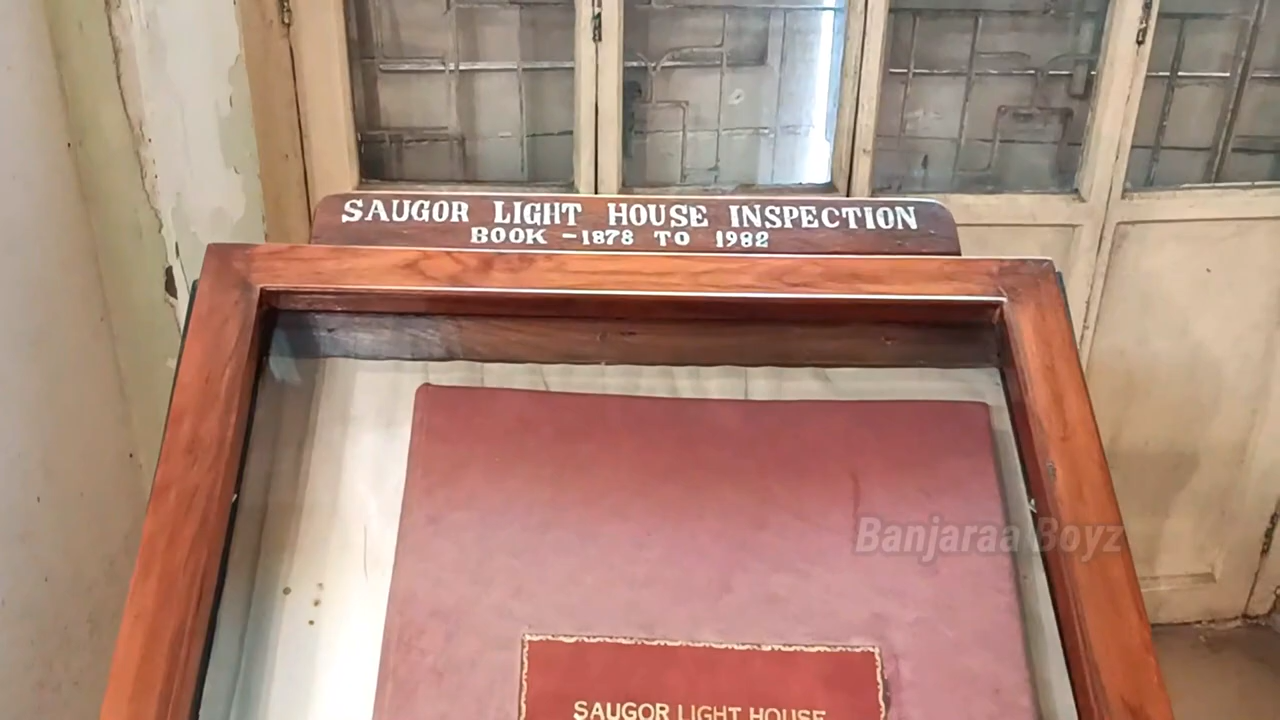 SAUGOR LIGHT HOUSE INSPECTION
BOOK - 1878 TO 1982
Banjaraa Boyz
SAUGOR LIGHT HOUSE